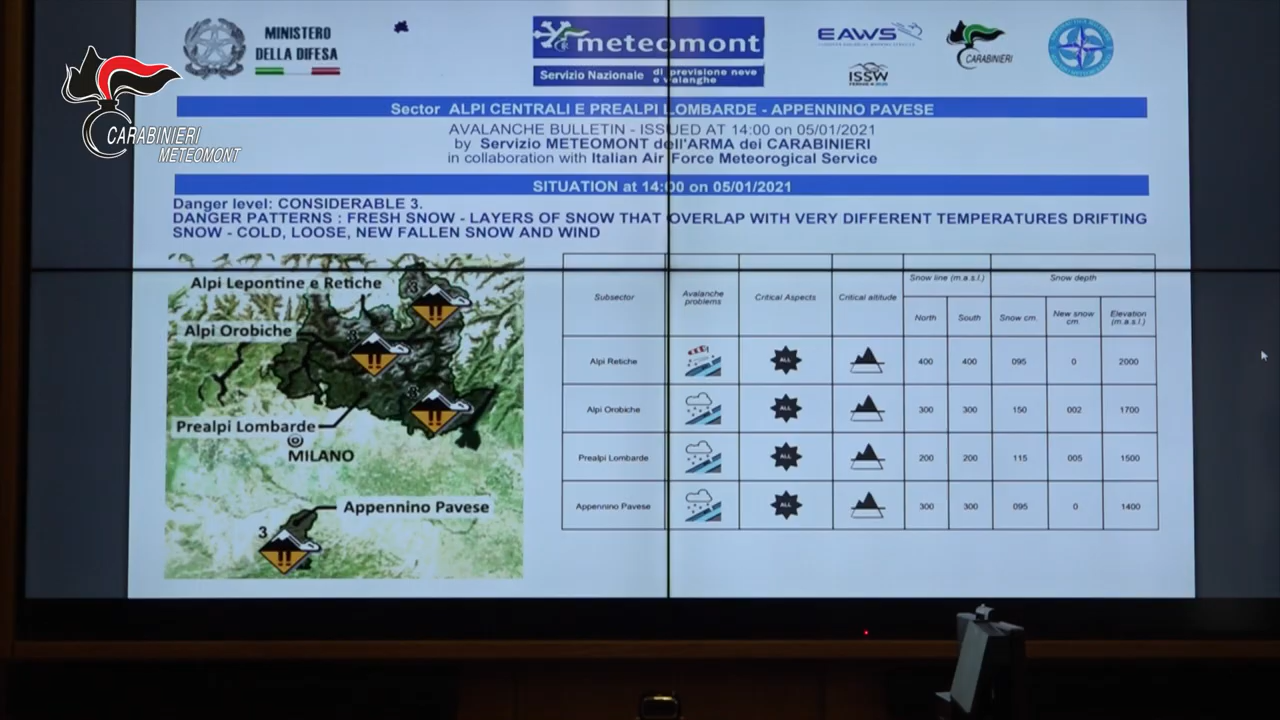 MINISTERO
DELLA DIFESA
meteomont
Servizio Nazionale di previsione neve e valanghe
EAWS
ISSW
CARABINIERI
CARABINIERI
METEOMONT
Sector ALPI CENTRALI E PREALPI LOMBARDE - APPENNINO PAVESE
AVALANCHE BULLETIN - ISSUED AT 14:00 on 05/01/2021
by Servizio METEOMONT dell'ARMA dei CARABINIERI
in collaboration with Italian Air Force Meteorogical Service
SITUATION at 14:00 on 05/01/2021
Danger level: CONSIDERABLE 3.
DANGER PATTERNS : FRESH SNOW - LAYERS OF SNOW THAT OVERLAP WITH VERY DIFFERENT TEMPERATURES DRIFTING
SNOW - COLD, LOOSE, NEW FALLEN SNOW AND WIND
Alpi Lepontine e Retiche
3
Alpi Orobiche
3
3
Prealpi Lombarde
MILANO
Appennino Pavese
3
Subsector Avalanche problems Critical Aspects Critical altitude Snow line (m.a.s.l.) Snow depth
North South Snow cm. New snow cm. Elevation (m.a.s.l.)
Alpi Retiche ALL 400 400 095 0 2000
Alpi Orobiche ALL 300 300 150 002 1700
Prealpi Lombarde ALL 200 200 115 005 1500
Appennino Pavese ALL 300 300 095 0 1400